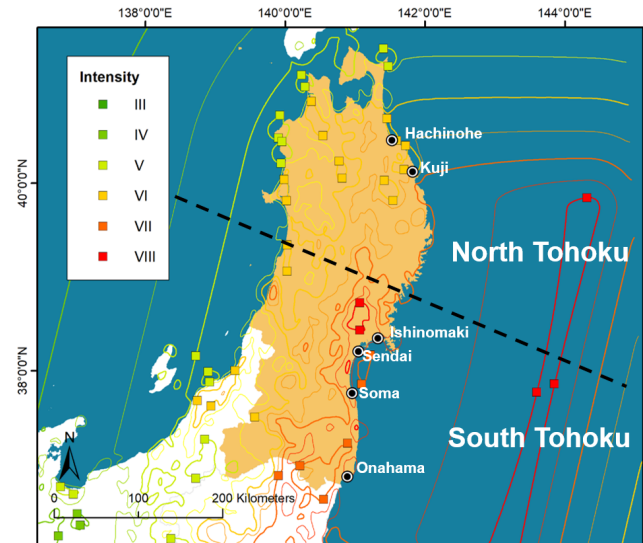 138°0'0"E
140°0'0"E
142°0'0"E
144°0'0"E
Intensity
III
IV
V
VI
VII
VIII
Hachinohe
Kuji
40°0'0"N
North Tohoku
Ishinomaki
Sendai
38°0'0"N
Soma
South Tohoku
N
Onahama
0 100 200 Kilometers